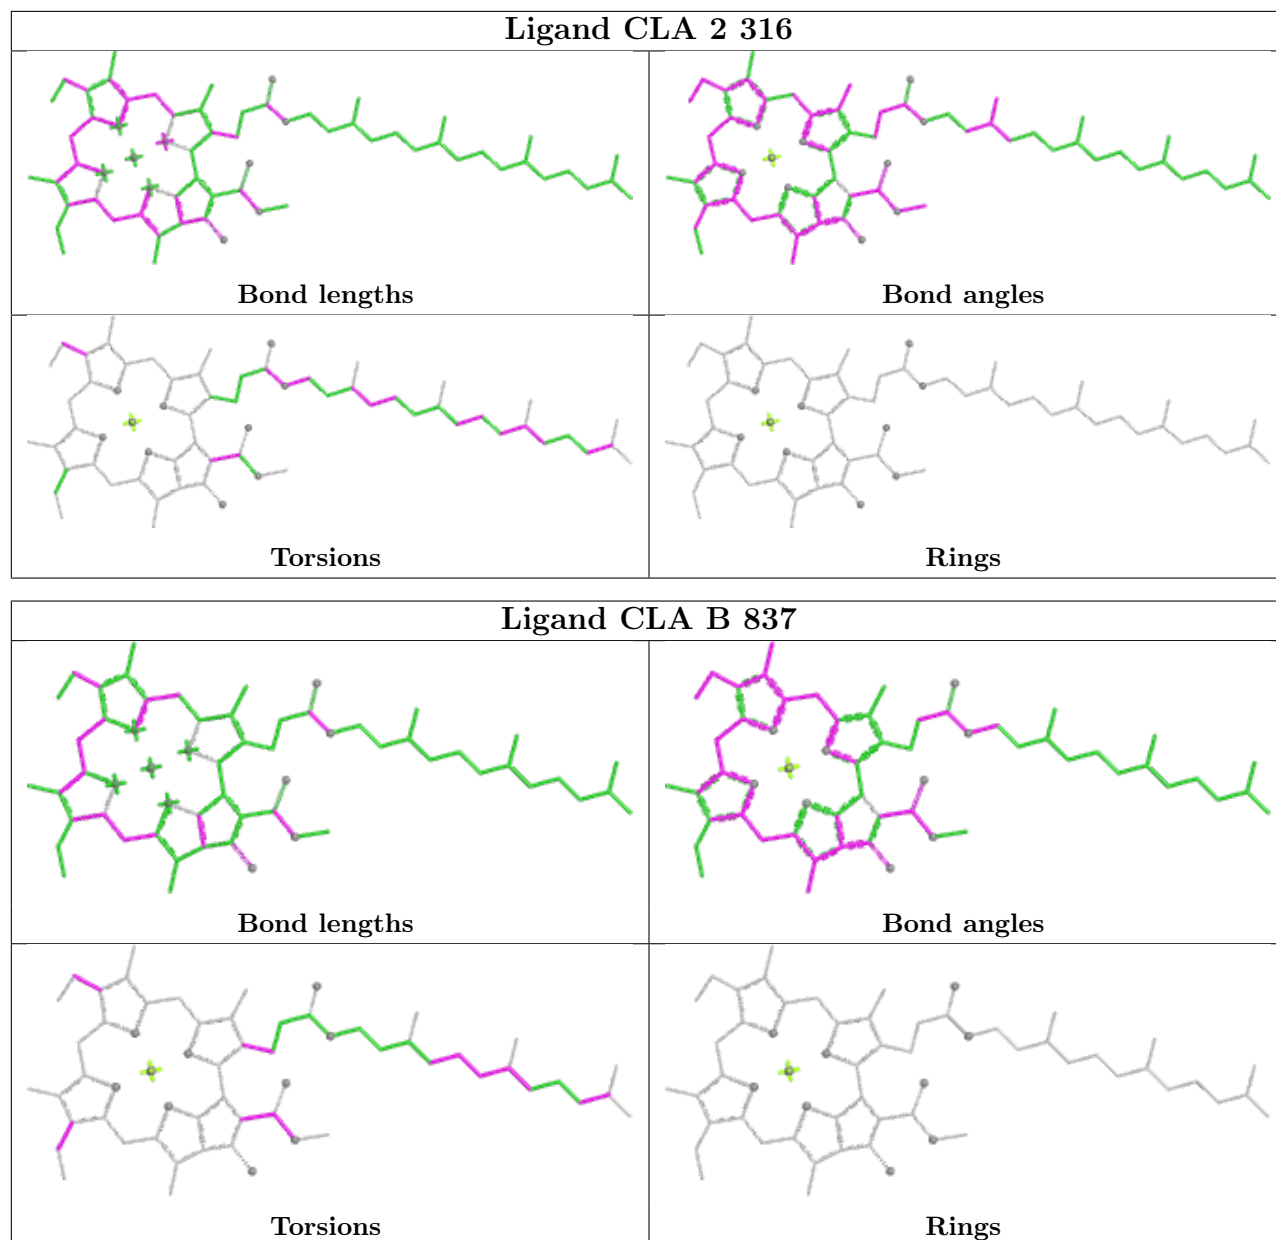 Ligand CLA 2 316
Bond lengths
Bond angles
Torsions
Rings
Ligand CLA B 837
Bond lengths
Bond angles
Torsions
Rings